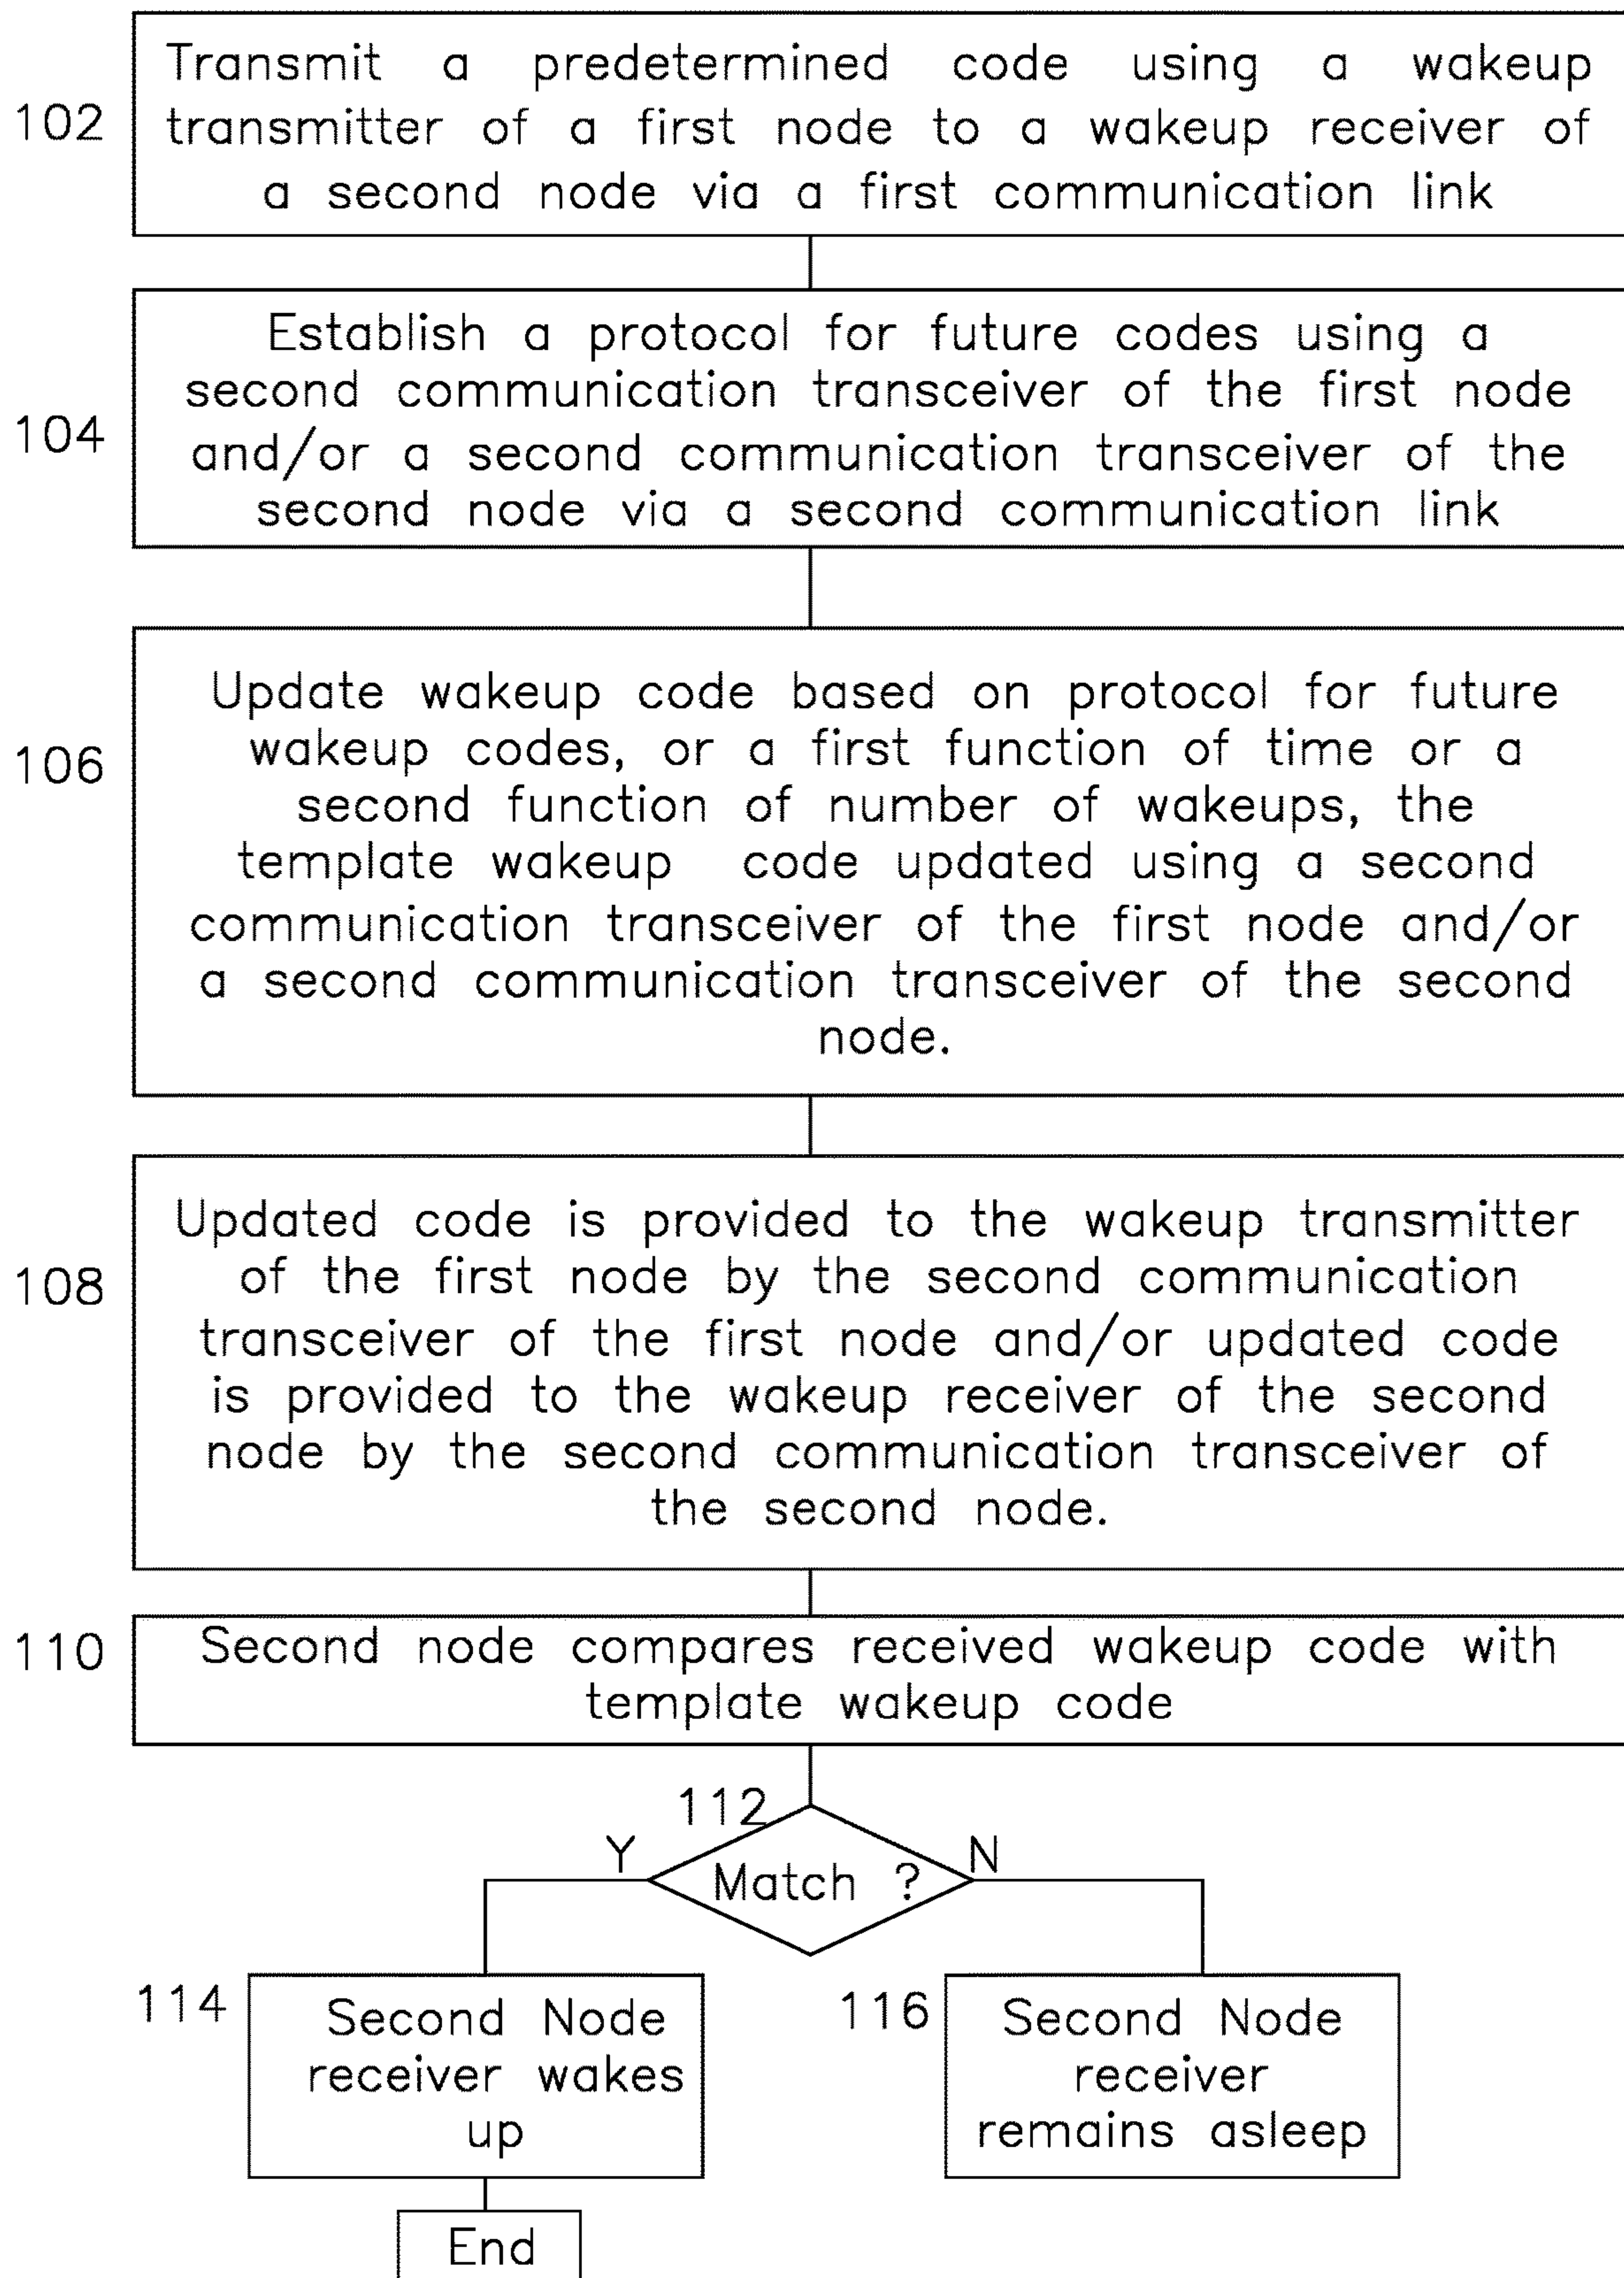 102
Transmit a predetermined code using a wakeup
transmitter of a first node to a wakeup receiver of
a second node via a first communication link
104
Establish a protocol for future codes using a
second communication transceiver of the first node
and/or a second communication transceiver of the
second node via a second communication link
106
Update wakeup code based on protocol for future
wakeup codes, or a first function of time or a
second function of number of wakeups, the
template wakeup code updated using a second
communication transceiver of the first node and/or
a second communication transceiver of the second
node.
108
Updated code is provided to the wakeup transmitter
of the first node by the second communication
transceiver of the first node and/or updated code
is provided to the wakeup receiver of the second
node by the second communication transceiver of
the second node.
110
Second node compares received wakeup code with
template wakeup code
112
Y
Match ?
N
114
Second Node
receiver wakes
up
116
Second Node
receiver
remains asleep
End